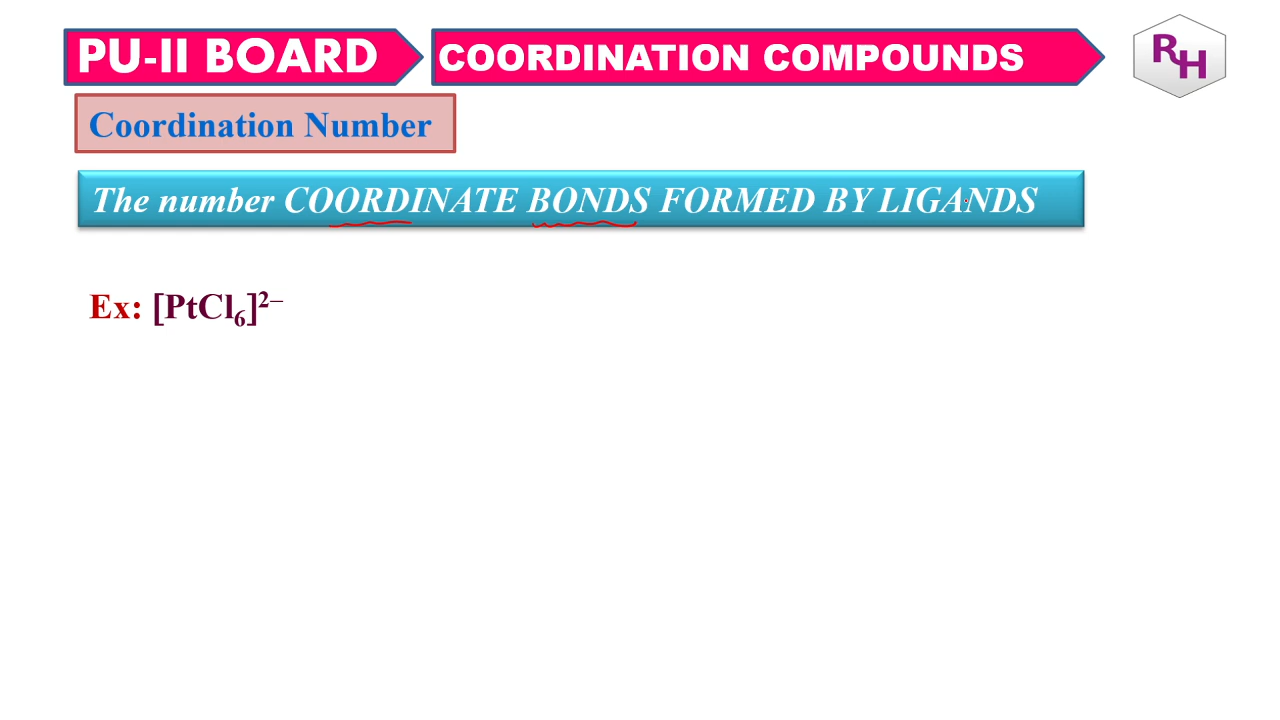 PU-II BOARD
COORDINATION COMPOUNDS
RH
Coordination Number
The number COORDINATE BONDS FORMED BY LIGANDS
Ex: [PtCl₆]²⁻